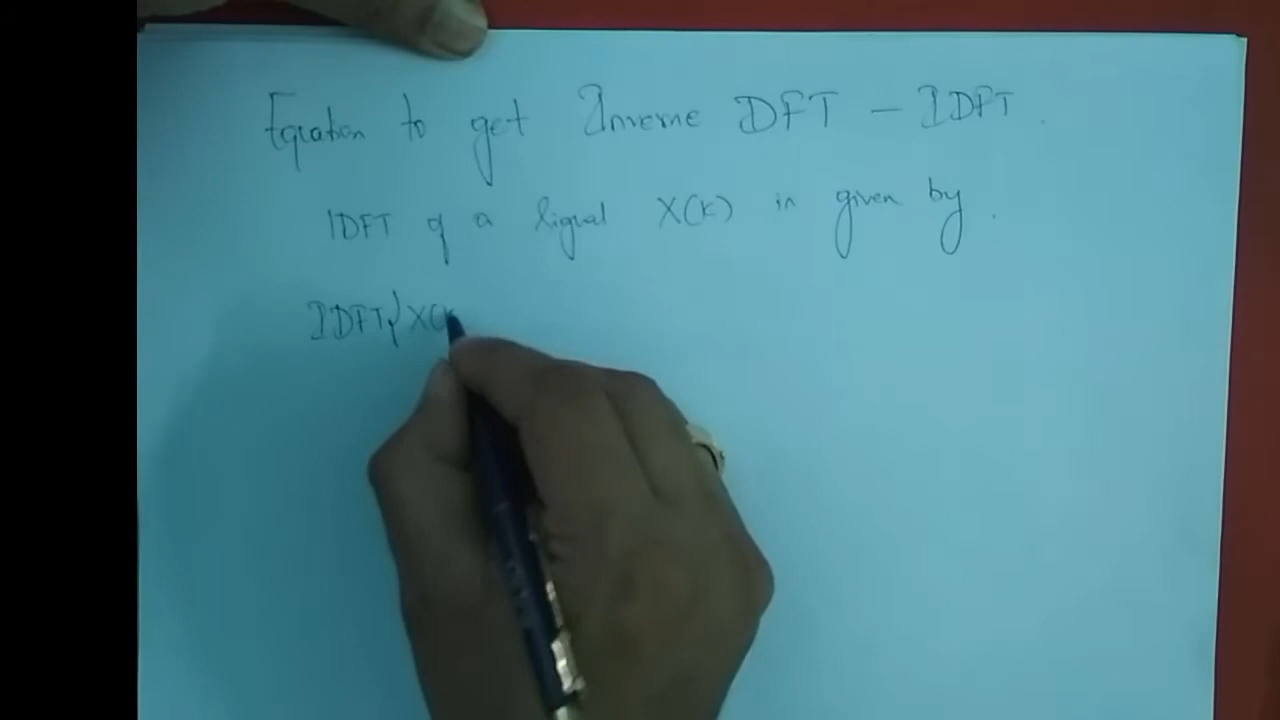 Equation to get Inverse DFT - IDFT.
IDFT of a signal X(K) is given by.
IDFT{X(K